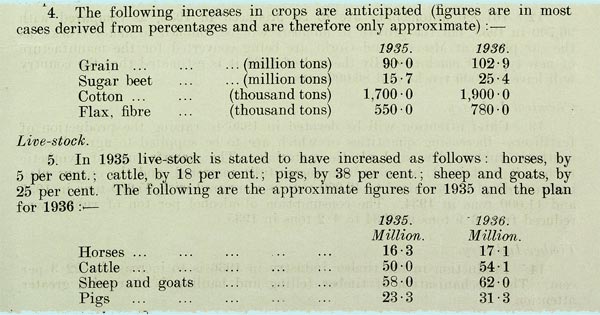 4. The following increases in crops are anticipated (figures are in most
cases derived from percentages and are therefore only approximate) :—
1935. 1936.
Grain ... ... ... (million tons) 90·0 102·9
Sugar beet ... (million tons) 15·7 25·4
Cotton ... ... (thousand tons) 1,700·0 1,900·0
Flax, fibre ... (thousand tons) 550·0 780·0
Live-stock.
5. In 1935 live-stock is stated to have increased as follows : horses, by
5 per cent. ; cattle, by 18 per cent. ; pigs, by 38 per cent. ; sheep and goats, by
25 per cent. The following are the approximate figures for 1935 and the plan
for 1936 :—
1935. 1936.
Million. Million.
Horses ... ... ... ... ... 16·3 17·1
Cattle ... ... ... ... ... 50·0 54·1
Sheep and goats ... ... ... 58·0 62·0
Pigs ... ... ... ... ... 23·3 31·3